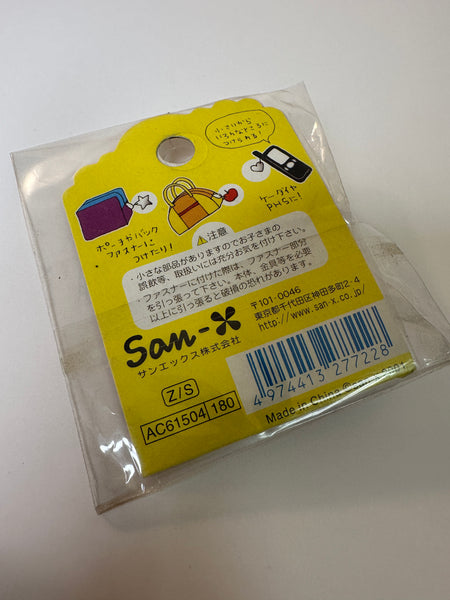 小さいから
いろんなところに
つけられる!
ポーチやバック
ファスナーに
つけたり!
ケータイヤ
PHSに!
注意
・小さな部品がありますのでお子さまの
誤飲等、取扱いには充分お気を付け下さい。
・ファスナーに付けた際は、ファスナー部分
を引っ張って下さい。本体、金具等を必要
以上に引っ張ると破損の恐れがあります。
San-X
サンエックス株式会社
〒101-0046
東京都千代田区神田多町2-4
http://www.san-x.co.jp/
4 974413 277228
Z/S
AC61504 180
Made in China ©